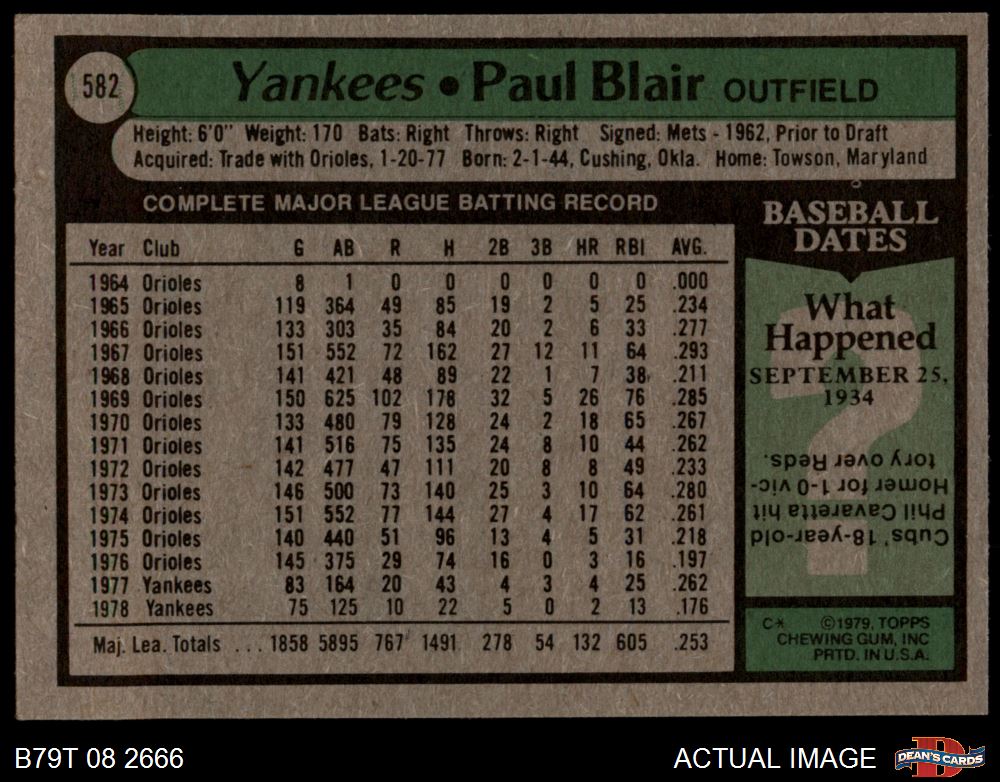 582
Yankees • Paul Blair OUTFIELD
Height: 6'0" Weight: 170 Bats: Right Throws: Right Signed: Mets - 1962, Prior to Draft
Acquired: Trade with Orioles, 1-20-77 Born: 2-1-44, Cushing, Okla. Home: Towson, Maryland
COMPLETE MAJOR LEAGUE BATTING RECORD
Year Club G AB R H 2B 3B HR RBI AVG.
1964 Orioles 8 1 0 0 0 0 0 0 .000
1965 Orioles 119 364 49 85 19 2 5 25 .234
1966 Orioles 133 303 35 84 20 2 6 33 .277
1967 Orioles 151 552 72 162 27 12 11 64 .293
1968 Orioles 141 421 48 89 22 1 7 38 .211
1969 Orioles 150 625 102 178 32 5 26 76 .285
1970 Orioles 133 480 79 128 24 2 18 65 .267
1971 Orioles 141 516 75 135 24 8 10 44 .262
1972 Orioles 142 477 47 111 20 8 8 49 .233
1973 Orioles 146 500 73 140 25 3 10 64 .280
1974 Orioles 151 552 77 144 27 4 17 62 .261
1975 Orioles 140 440 51 96 13 4 5 31 .218
1976 Orioles 145 375 29 74 16 0 3 16 .197
1977 Yankees 83 164 20 43 4 3 4 25 .262
1978 Yankees 75 125 10 22 5 0 2 13 .176
Maj. Lea. Totals ... 1858 5895 767 1491 278 54 132 605 .253
BASEBALL
DATES
What
Happened
SEPTEMBER 25,
1934
?
Cubs' 18-year-old
Phil Cavaretta hit
Homer for 1-0 vic-
tory over Reds.
C* ©1979, TOPPS
CHEWING GUM, INC
PRTD. IN U.S.A.
B79T 08 2666
ACTUAL IMAGE
D
DEAN'S CARDS